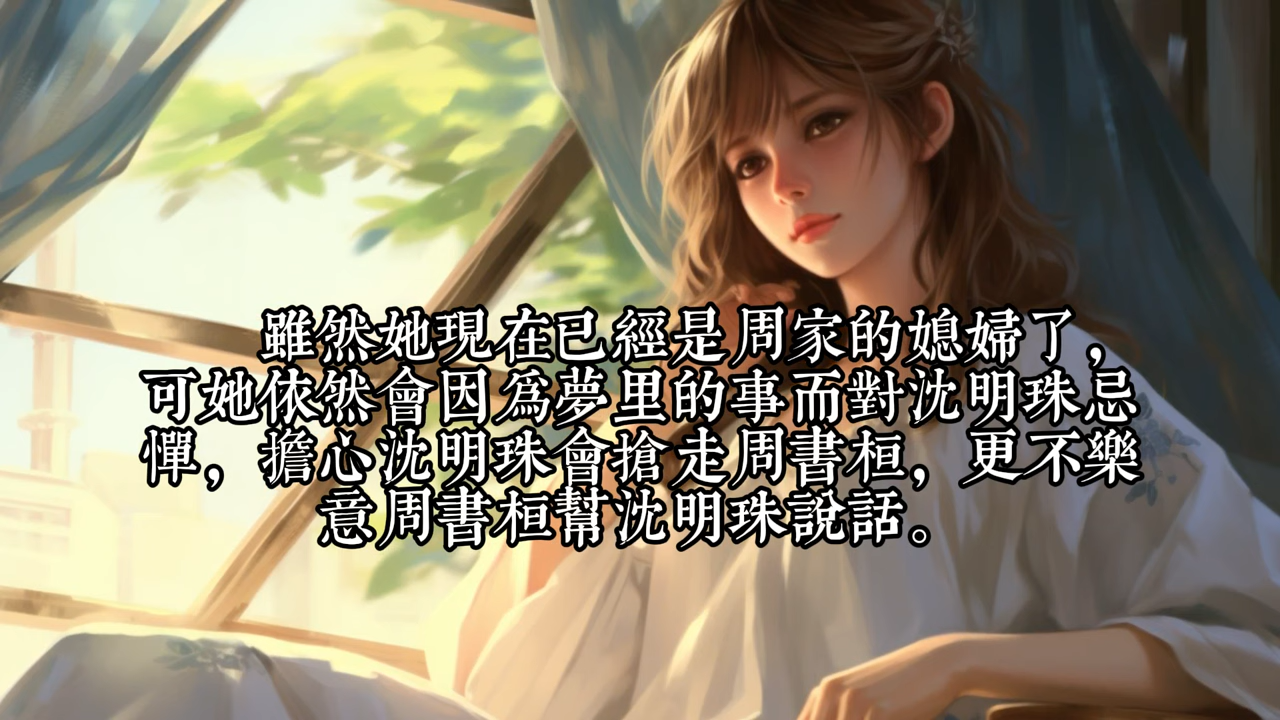 雖然她現在已經是周家的媳婦了，
可她依然會因爲夢里的事而對沈明珠忌
憚，擔心沈明珠會搶走周書桓，更不樂
意周書桓幫沈明珠說話。